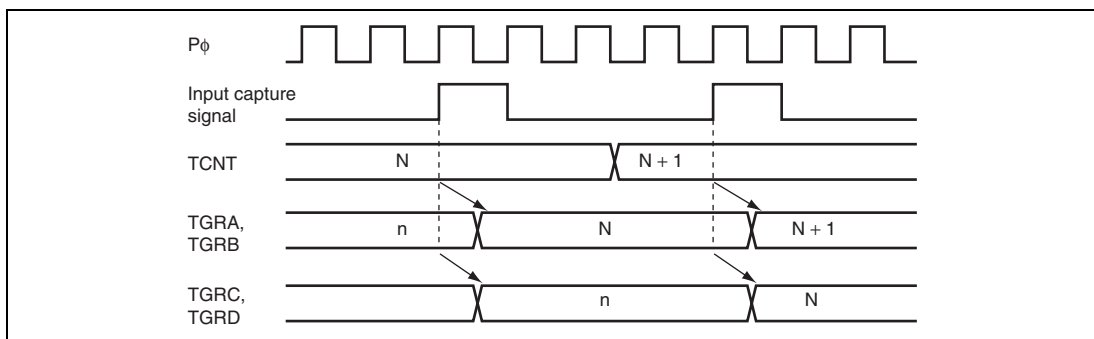 Pϕ
Input capture
signal
TCNT
N
N + 1
TGRA,
TGRB
n
N
N + 1
TGRC,
TGRD
n
N